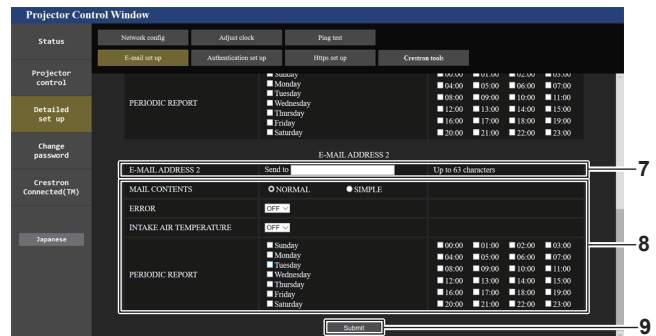 Projector Control Window
Status
Projector control
Detailed set up
Change password
Crestron Connected(TM)
Japanese
Network config Adjust clock Ping test
E-mail set up Authentication set up Https set up Crestron tools
Sunday 00:00 01:00 02:00 03:00
Monday 04:00 05:00 06:00 07:00
Tuesday 08:00 09:00 10:00 11:00
PERIODIC REPORT Wednesday 12:00 13:00 14:00 15:00
Thursday 16:00 17:00 18:00 19:00
Friday 20:00 21:00 22:00 23:00
Saturday
E-MAIL ADDRESS 2
E-MAIL ADDRESS 2 Send to Up to 63 characters 7
MAIL CONTENTS NORMAL SIMPLE
ERROR OFF
INTAKE AIR TEMPERATURE OFF
8
Sunday 00:00 01:00 02:00 03:00
Monday 04:00 05:00 06:00 07:00
Tuesday 08:00 09:00 10:00 11:00
PERIODIC REPORT Wednesday 12:00 13:00 14:00 15:00
Thursday 16:00 17:00 18:00 19:00
Friday 20:00 21:00 22:00 23:00
Saturday
Submit 9